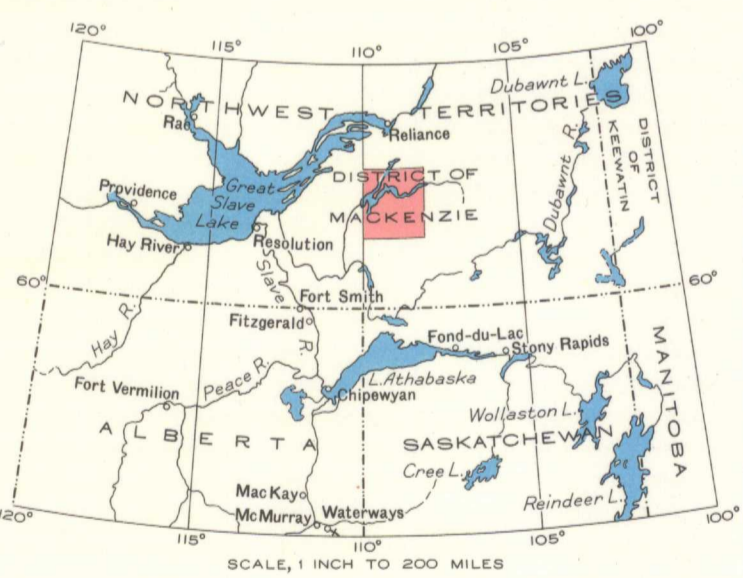 120°
115°
110°
105°
100°
Dubawnt L.
NORTHWEST TERRITORIES
Rae
Reliance
DISTRICT OF KEEWATIN
Dubawnt R.
DISTRICT OF
MACKENZIE
Providence
Great
Slave
Lake
Hay River
Resolution
Slave R.
60°
60°
Fort Smith
Fitzgerald
Hay R.
Fond-du-Lac
Stony Rapids
MANITOBA
Fort Vermilion
Peace R.
L. Athabaska
Chipewyan
Wollaston L.
ALBERTA
SASKATCHEWAN
Cree L.
MacKay
McMurray
Waterways
Reindeer L.
120°
115°
110°
105°
100°
SCALE, 1 INCH TO 200 MILES